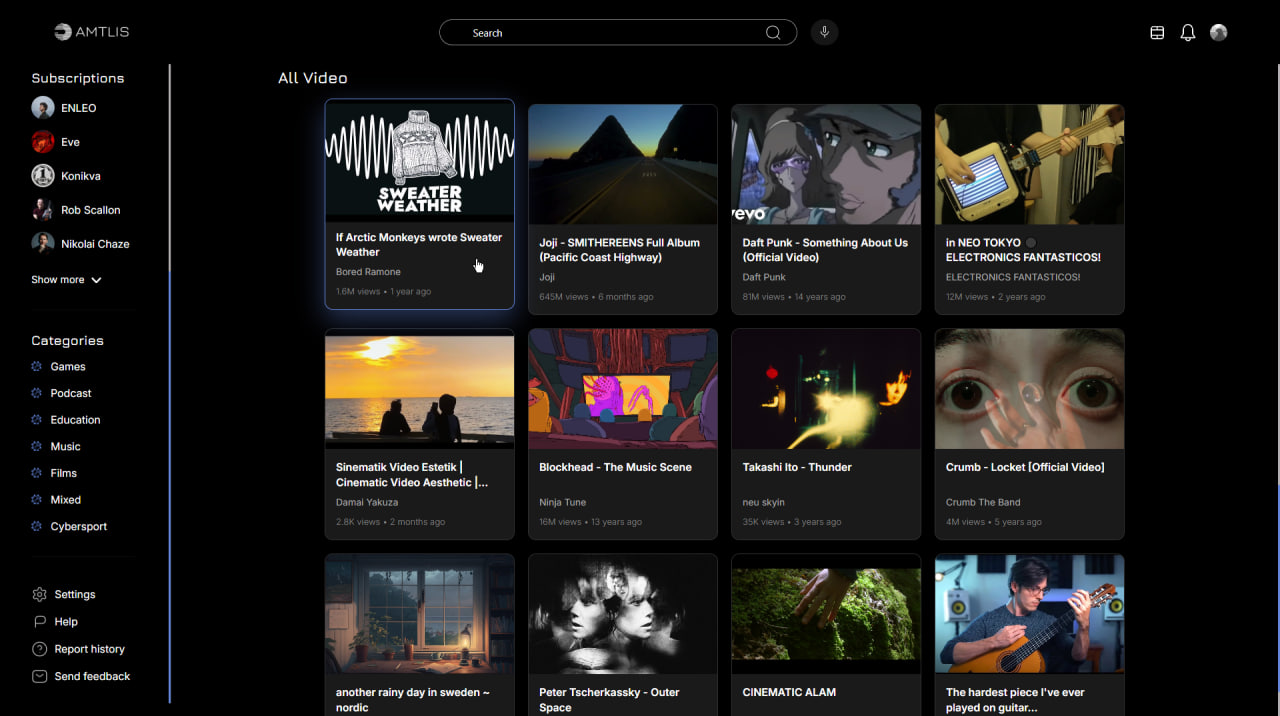 AMTLIS
Search
Subscriptions
ENLEO
Eve
Konikva
Rob Scallon
Nikolai Chaze
Show more
Categories
Games
Podcast
Education
Music
Films
Mixed
Cybersport
Settings
Help
Report history
Send feedback
All Video
SWEATER
WEATHER
If Arctic Monkeys wrote Sweater
Weather
Bored Ramone
1.6M views • 1 year ago
Joji - SMITHEREENS Full Album
(Pacific Coast Highway)
Joji
645M views • 6 months ago
vevo
Daft Punk - Something About Us
(Official Video)
Daft Punk
81M views • 14 years ago
in NEO TOKYO
ELECTRONICS FANTASTICOS!
ELECTRONICS FANTASTICOS!
12M views • 2 years ago
Sinematik Video Estetik |
Cinematic Video Aesthetic |...
Damai Yakuza
2.8K views • 2 months ago
Blockhead - The Music Scene
Ninja Tune
16M views • 13 years ago
Takashi Ito - Thunder
neu skyin
35K views • 3 years ago
Crumb - Locket [Official Video]
Crumb The Band
4M views • 5 years ago
another rainy day in sweden ~
nordic
Peter Tscherkassky - Outer
Space
CINEMATIC ALAM
The hardest piece I've ever
played on guitar...